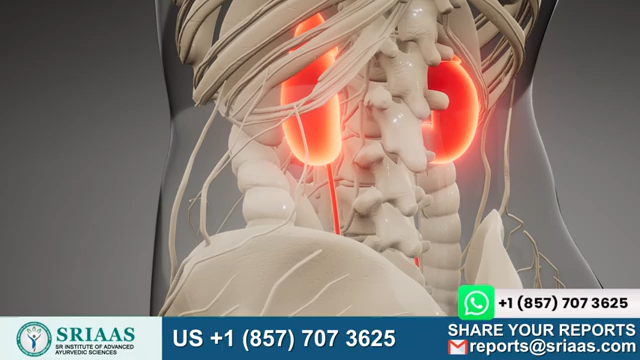 +1 (857) 707 3625
SRIAAS
SR INSTITUTE OF ADVANCED
AYURVEDIC SCIENCES
US +1 (857) 707 3625
SHARE YOUR REPORTS
reports@sriaas.com